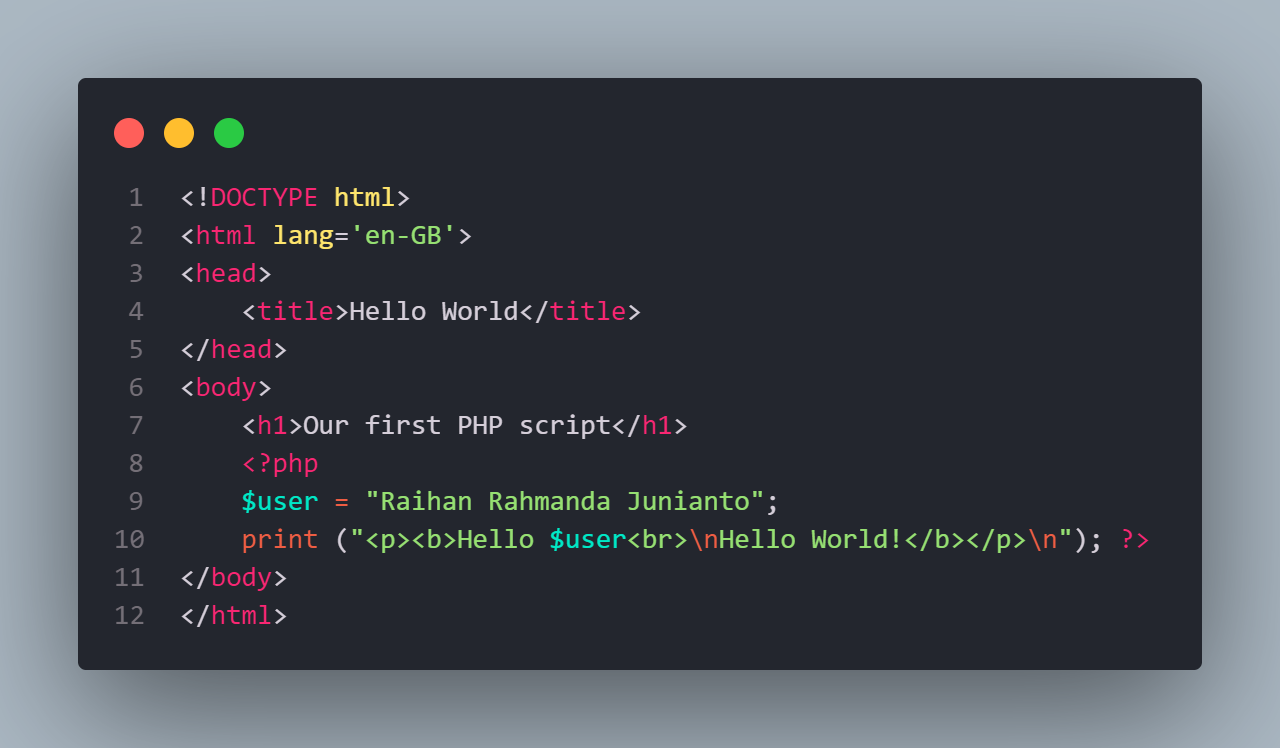 1 <!DOCTYPE html>
2 <html lang='en-GB'>
3 <head>
4     <title>Hello World</title>
5 </head>
6 <body>
7     <h1>Our first PHP script</h1>
8     <?php
9     $user = "Raihan Rahmanda Junianto";
10     print ("<p><b>Hello $user<br>\nHello World!</b></p>\n"); ?>
11 </body>
12 </html>